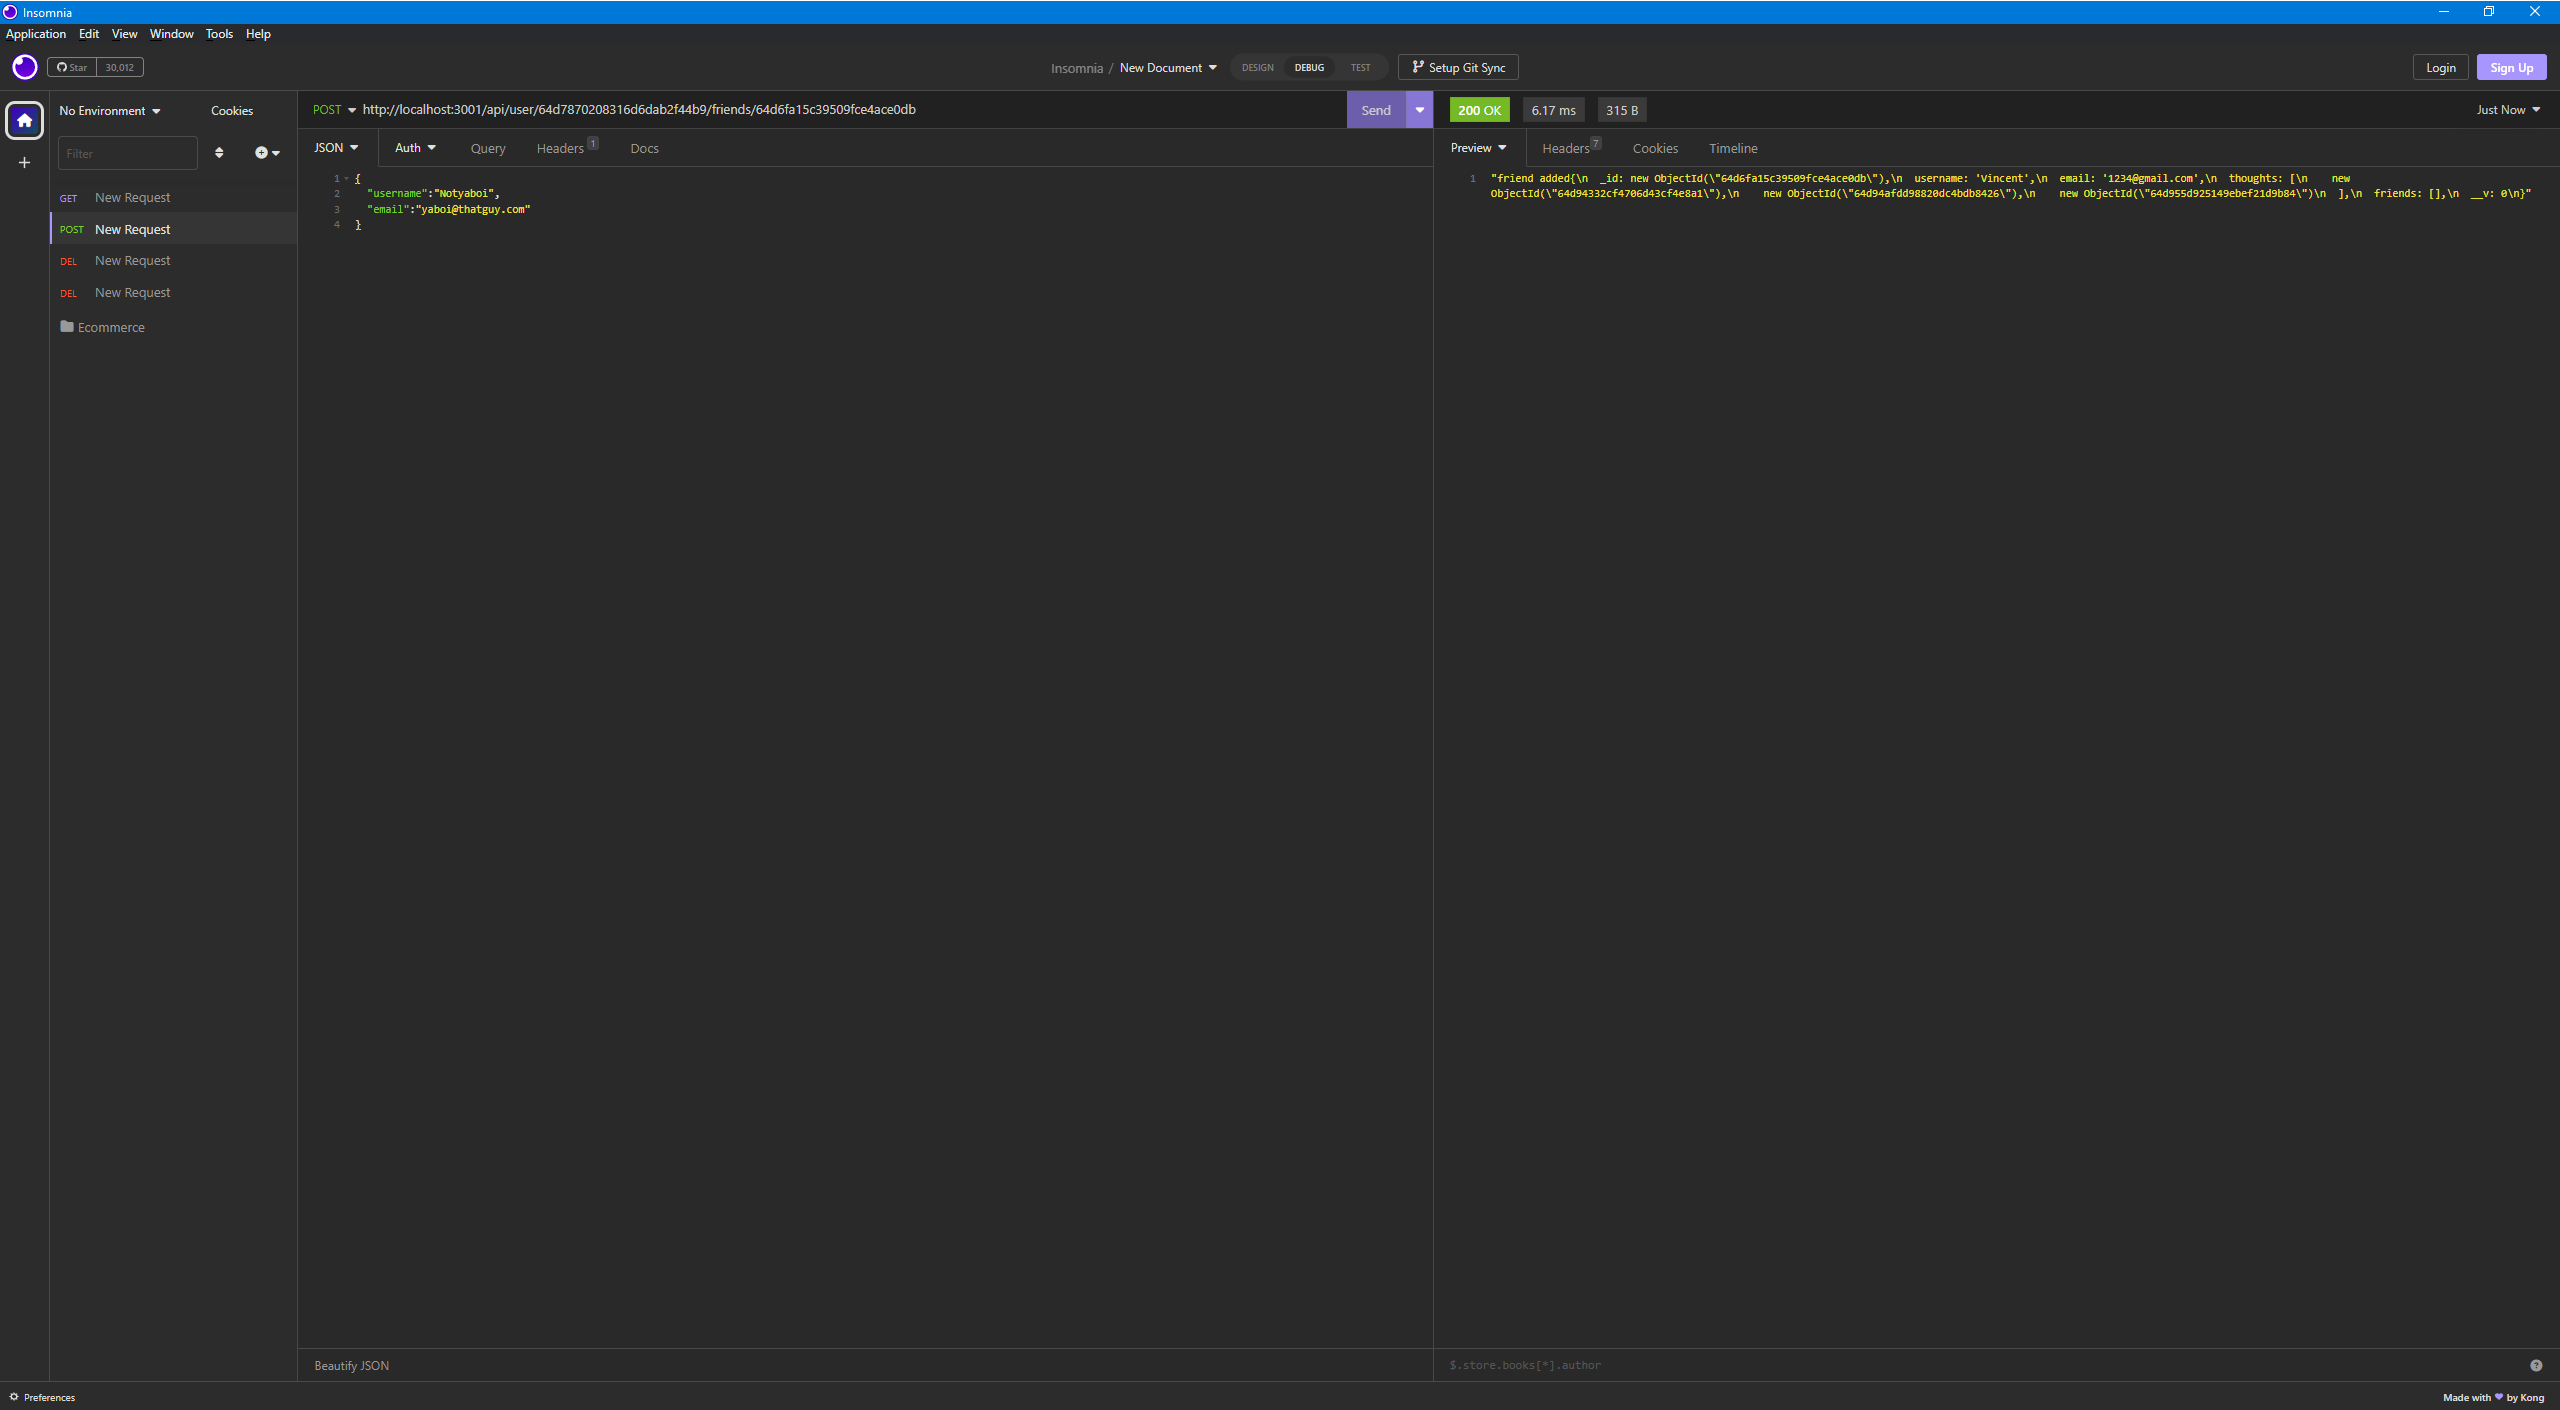 Insomnia
Application Edit View Window Tools Help
Star 30,012
Insomnia / New Document
DESIGN DEBUG TEST
Setup Git Sync
Login Sign Up
No Environment Cookies
Filter
GET New Request
POST New Request
DEL New Request
DEL New Request
Ecommerce
POST http://localhost:3001/api/user/64d7870208316d6dab2f44b9/friends/64d6fa15c39509fce4ace0db Send
JSON Auth Query Headers 1 Docs
1 {
2 "username":"Notyaboi",
3 "email":"yaboi@thatguy.com"
4 }
Beautify JSON
200 OK 6.17 ms 315 B Just Now
Preview Headers 7 Cookies Timeline
1 "friend added{\n  _id: new ObjectId(\"64d6fa15c39509fce4ace0db\"),\n  username: 'Vincent',\n  email: '1234@gmail.com',\n  thoughts: [\n    new
ObjectId(\"64d94332cf4706d43cf4e8a1\"),\n    new ObjectId(\"64d94afdd98820dc4bdb8426\"),\n    new ObjectId(\"64d955d925149ebef21d9b84\")\n  ],\n  friends: [],\n  __v: 0\n}"
$.store.books[*].author ?
Preferences
Made with ♥ by Kong